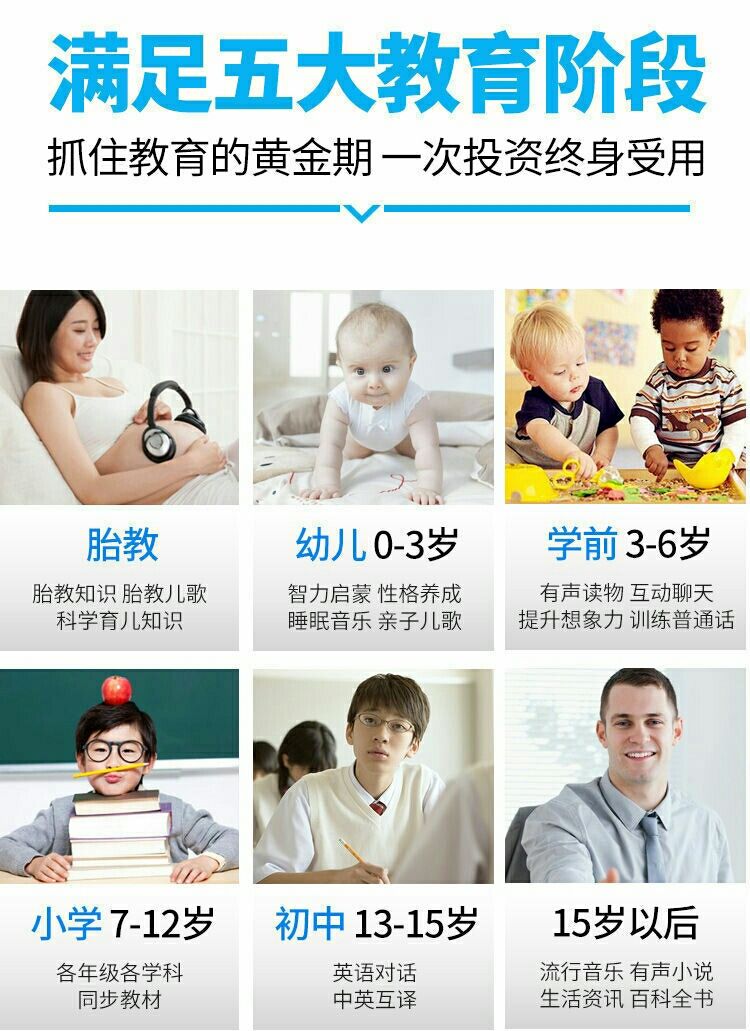 满足五大教育阶段
抓住教育的黄金期 一次投资终身受用
胎教
胎教知识 胎教儿歌
科学育儿知识
幼儿 0-3岁
智力启蒙 性格养成
睡眠音乐 亲子儿歌
学前 3-6岁
有声读物 互动聊天
提升想象力 训练普通话
小学 7-12岁
各年级各学科
同步教材
初中 13-15岁
英语对话
中英互译
15岁以后
流行音乐 有声小说
生活资讯 百科全书